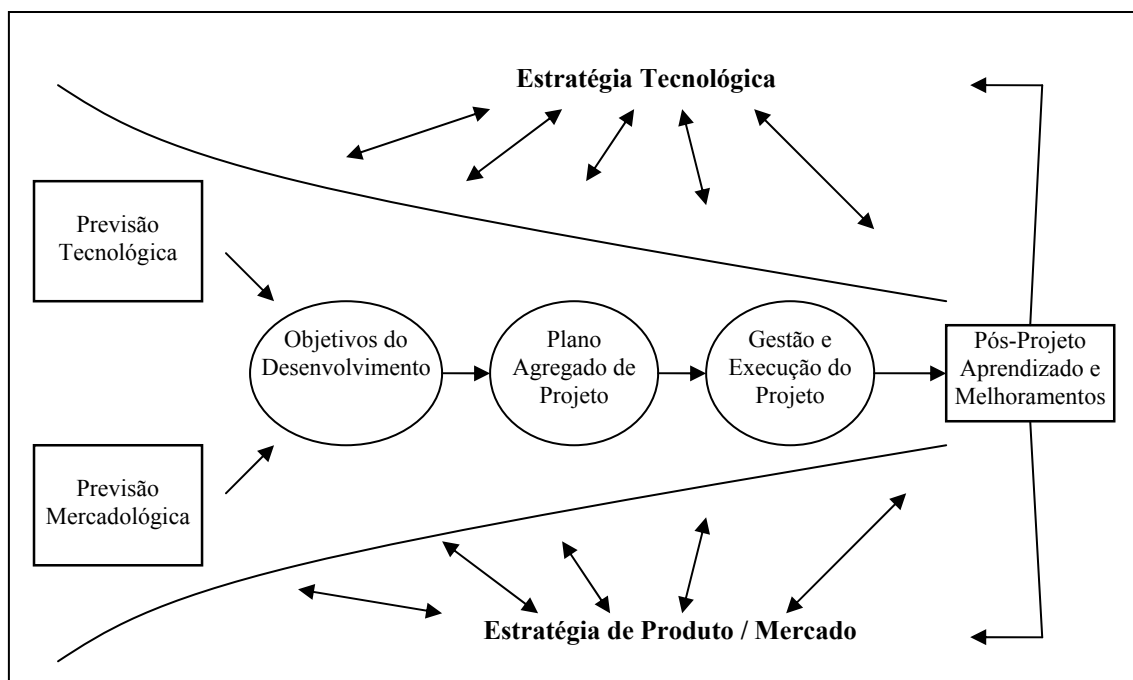 Estratégia Tecnológica
Previsão
Tecnológica
Objetivos do
Desenvolvimento
Plano
Agregado de
Projeto
Gestão e
Execução do
Projeto
Pós-Projeto
Aprendizado e
Melhoramentos
Previsão
Mercadológica
Estratégia de Produto / Mercado